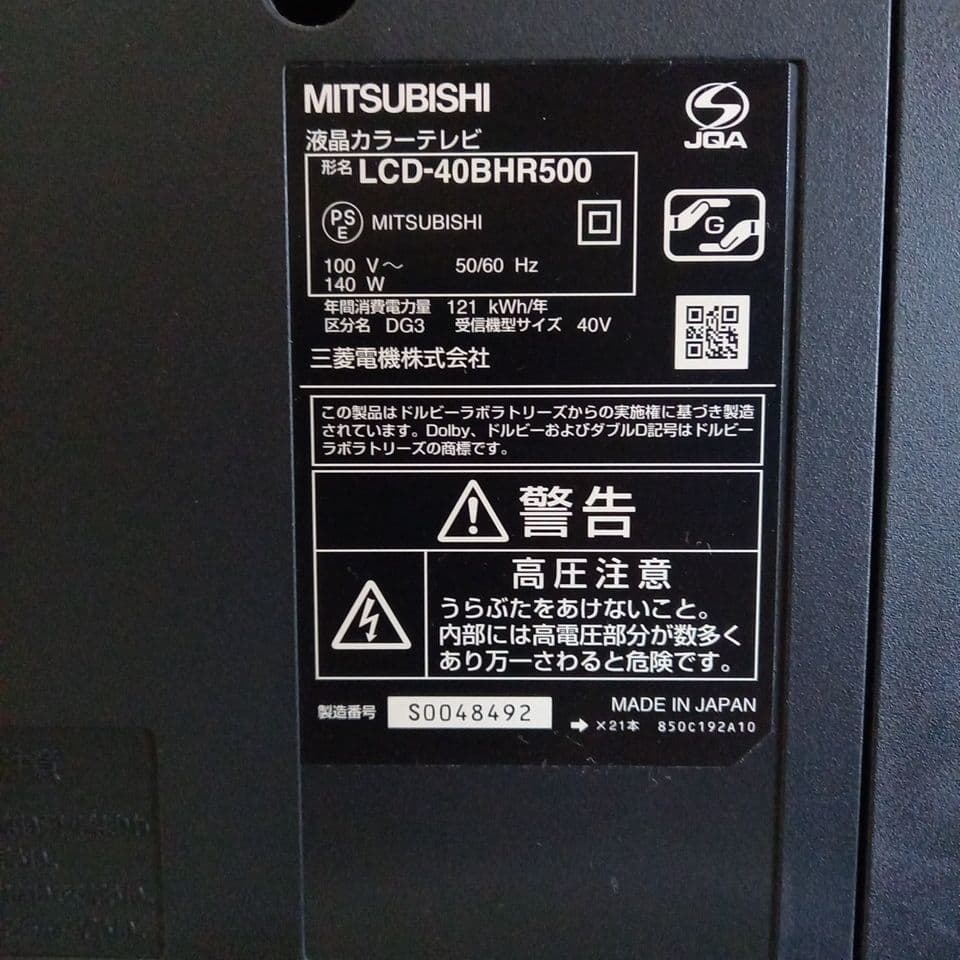 MITSUBISHI
JQA
液晶カラーテレビ
形名 LCD-40BHR500
PSE MITSUBISHI
G
100 V～ 50/60 Hz
140 W
年間消費電力量 121 kWh/年
区分名 DG3 受信機型サイズ 40V
三菱電機株式会社
この製品はドルビーラボラトリーズからの実施権に基づき製造
されています。Dolby、ドルビーおよびダブルD記号はドルビー
ラボラトリーズの商標です。
警告
高圧注意
うらぶたをあけないこと。
内部には高電圧部分が数多く
あり万一さわると危険です。
製造番号 S0048492
MADE IN JAPAN
×21本 850C192A10